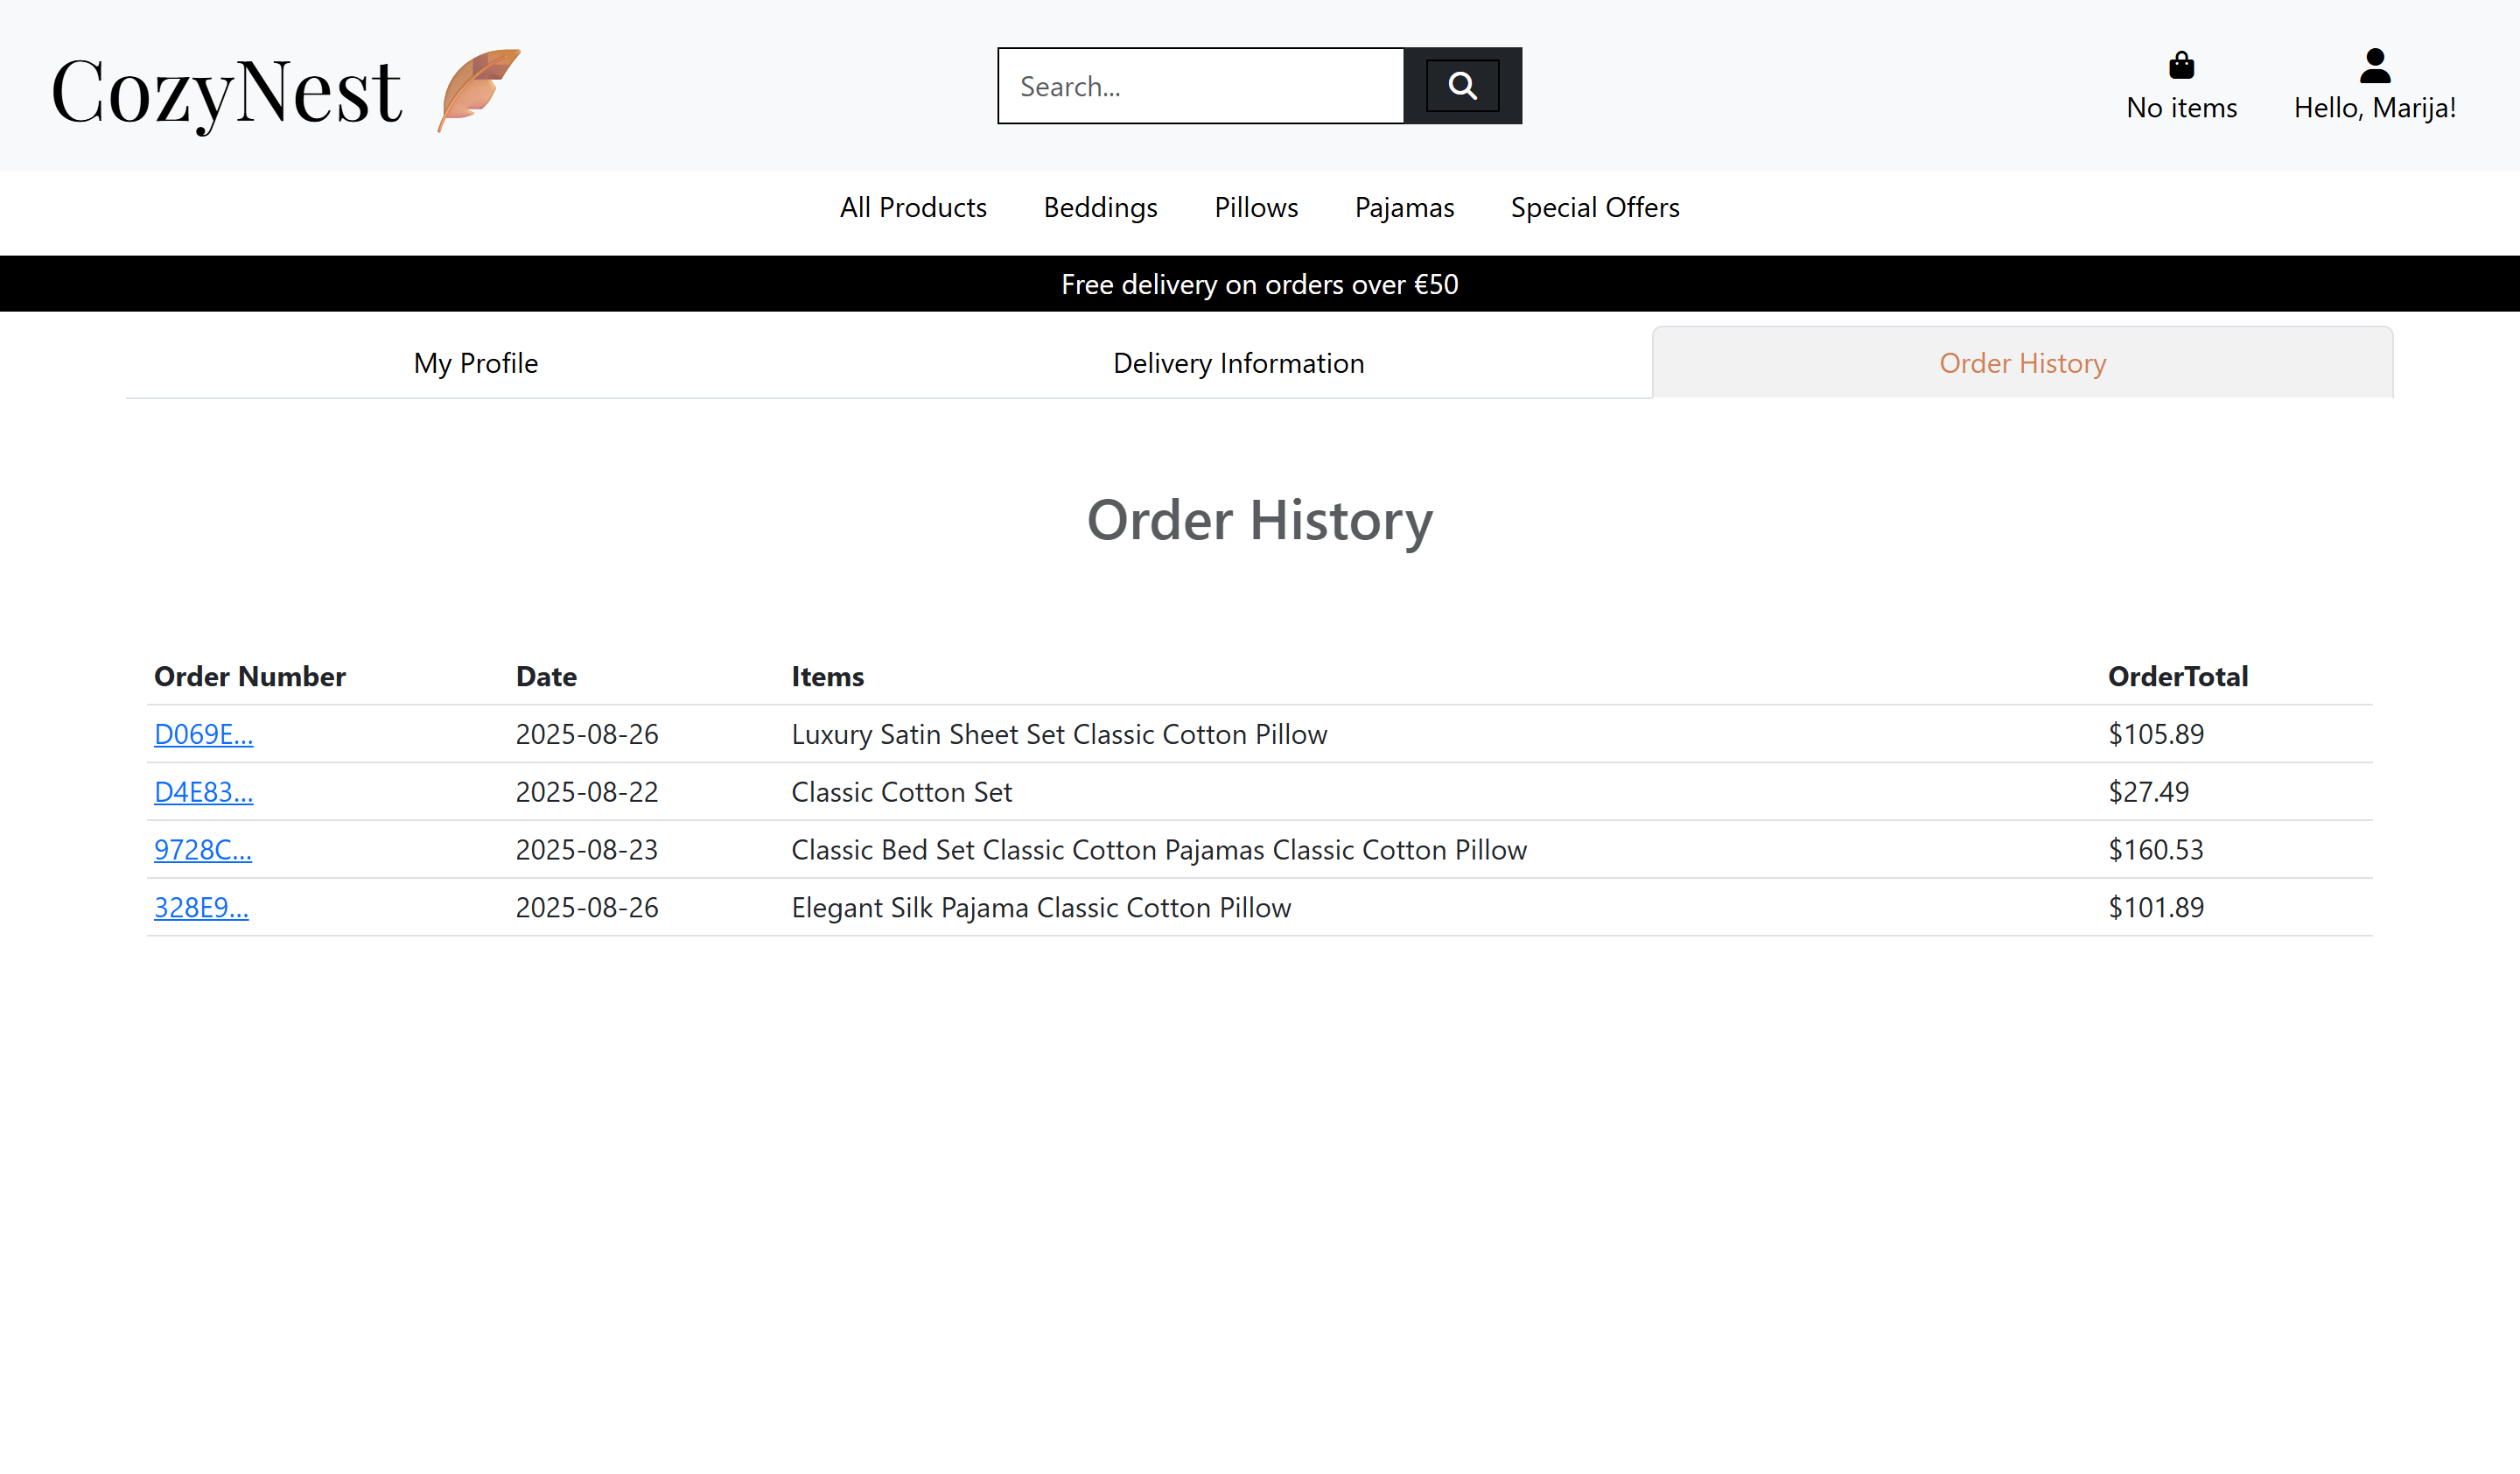 CozyNest
Search...
No items
Hello, Marija!
All Products Beddings Pillows Pajamas Special Offers
Free delivery on orders over €50
My Profile Delivery Information Order History
Order History
Order Number Date Items OrderTotal
D069E... 2025-08-26 Luxury Satin Sheet Set Classic Cotton Pillow $105.89
D4E83... 2025-08-22 Classic Cotton Set $27.49
9728C... 2025-08-23 Classic Bed Set Classic Cotton Pajamas Classic Cotton Pillow $160.53
328E9... 2025-08-26 Elegant Silk Pajama Classic Cotton Pillow $101.89